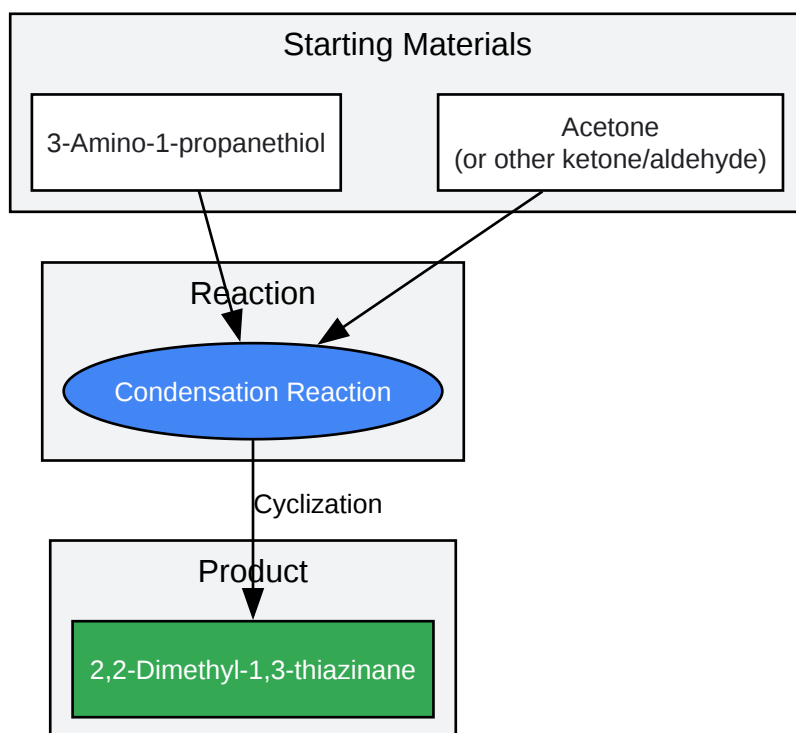 Starting Materials
3-Amino-1-propanethiol
Acetone
(or other ketone/aldehyde)
Reaction
Condensation Reaction
Cyclization
Product
2,2-Dimethyl-1,3-thiazinane